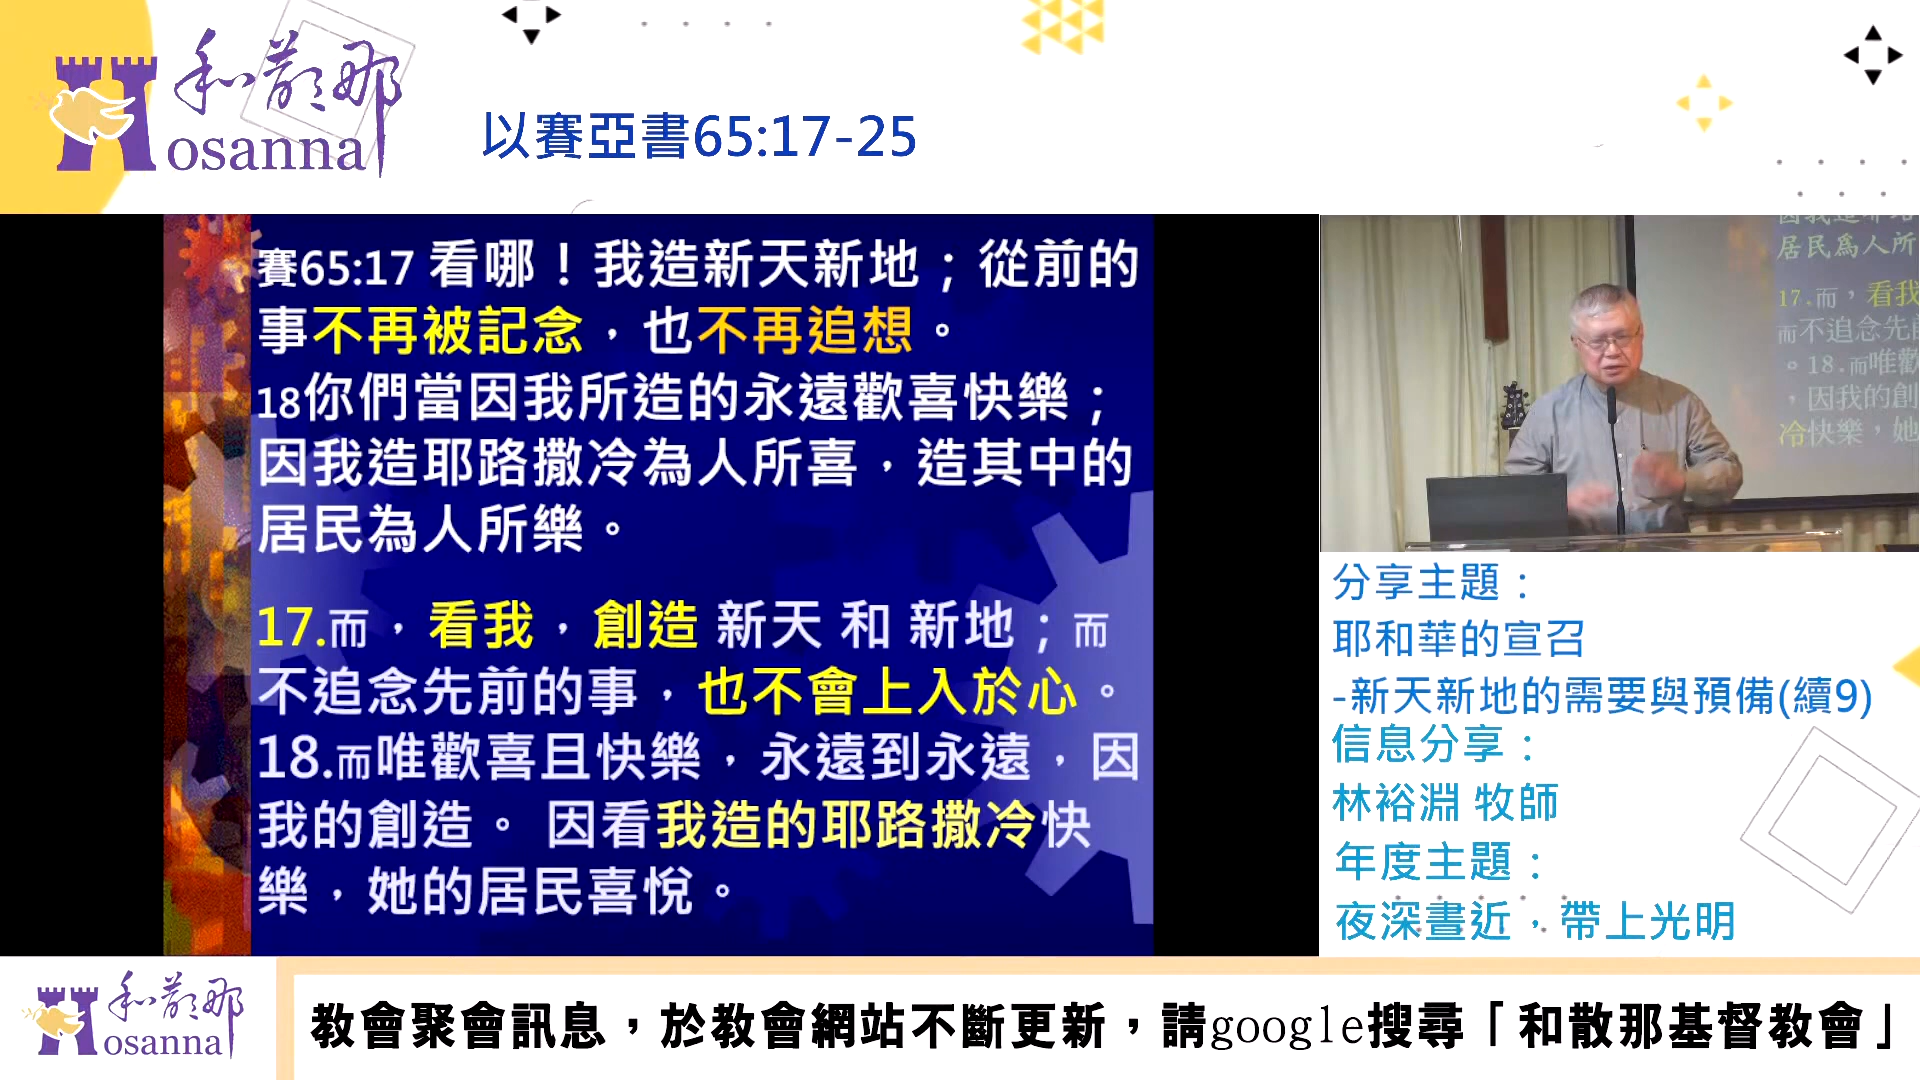 和散那
Hosanna
以賽亞書65:17-25
賽65:17 看哪！我造新天新地；從前的
事不再被記念，也不再追想。
18你們當因我所造的永遠歡喜快樂；
因我造耶路撒冷為人所喜，造其中的
居民為人所樂。
17.而，看我，創造 新天 和 新地；而
不追念先前的事，也不會上入於心。
18.而唯歡喜且快樂，永遠到永遠，因
我的創造。 因看我造的耶路撒冷快
樂，她的居民喜悅。
居民為人所
17.而，看我
而不追念先前
。18.而唯歡
，因我的創
冷快樂，她
分享主題：
耶和華的宣召
-新天新地的需要與預備(續9)
信息分享：
林裕淵 牧師
年度主題：
夜深晝近，帶上光明
和散那
Hosanna
教會聚會訊息，於教會網站不斷更新，請google搜尋「和散那基督教會」